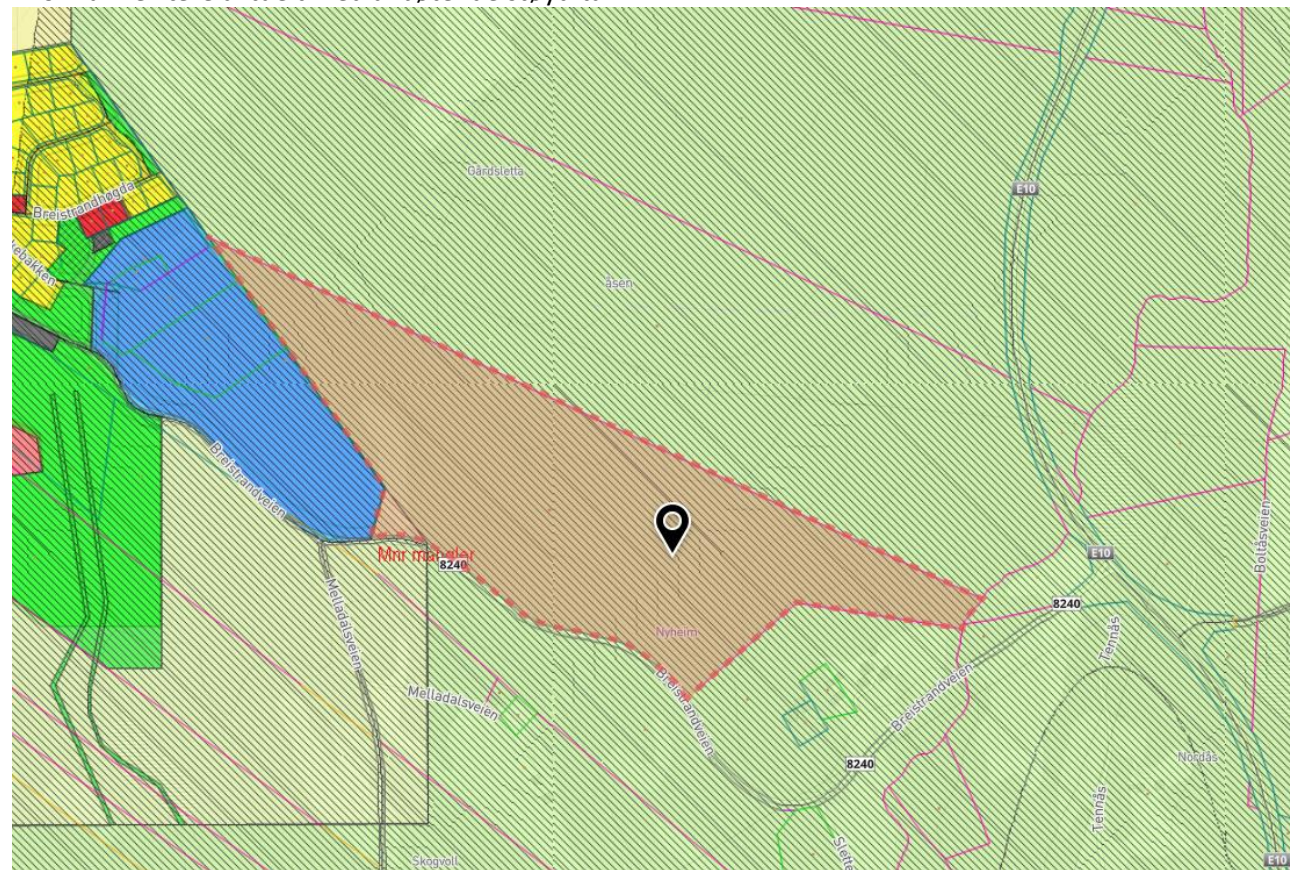 Gårdsletta
E10
Breistrandhøgda
åsen
Breistrandveien
8240
E10
Boltåsveien
8240
Nyheim
Tennås
Melladalsveien
Breistrandveien
Melladalsveien
Breistrandveien
8240
Nordås
Tennås
Skogvoll
E10